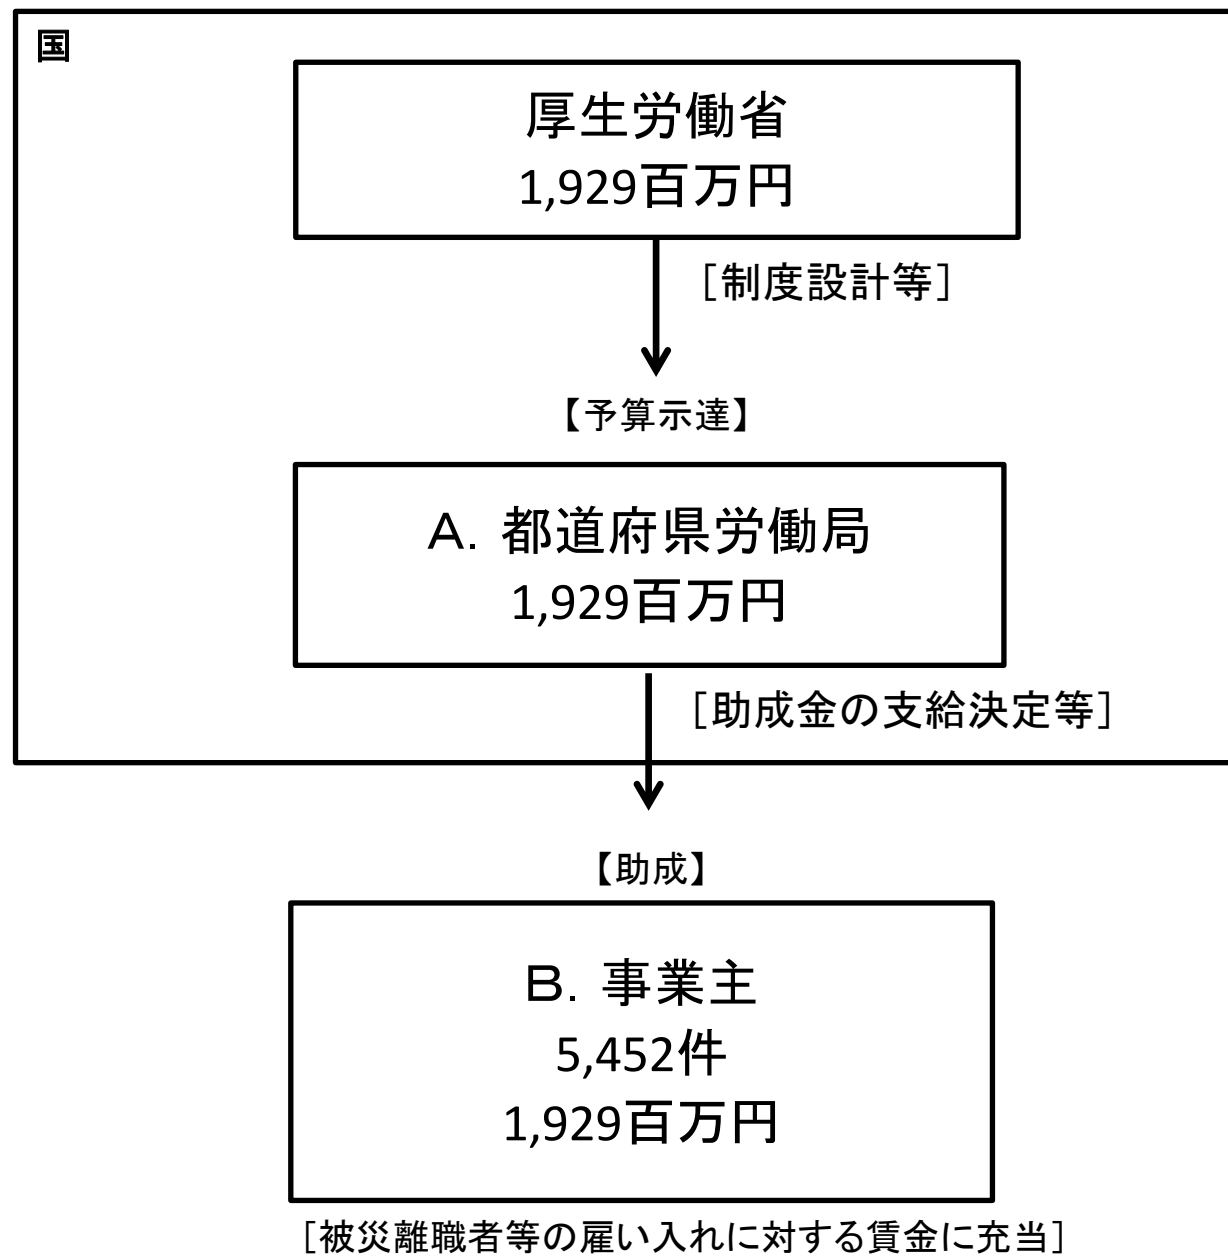 国
厚生労働省
1,929百万円
［制度設計等］
【予算示達】
Ａ．都道府県労働局
1,929百万円
［助成金の支給決定等］
【助成】
Ｂ．事業主
5,452件
1,929百万円
［被災離職者等の雇い入れに対する賃金に充当］